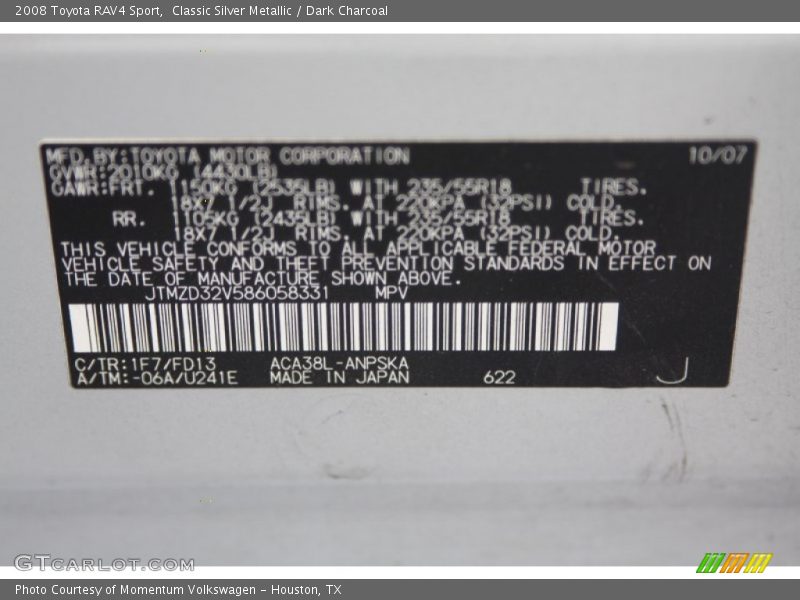 2008 Toyota RAV4 Sport, Classic Silver Metallic / Dark Charcoal
MFD.BY:TOYOTA MOTOR CORPORATION 10/07
GVWR:2010KG (4430LB)
GAWR:FRT. 1150KG (2535LB) WITH 235/55R18 TIRES.
18X7 1/2J RIMS. AT 220KPA (32PSI) COLD.
RR. 1105KG (2435LB) WITH 235/55R18 TIRES.
18X7 1/2J RIMS. AT 220KPA (32PSI) COLD.
THIS VEHICLE CONFORMS TO ALL APPLICABLE FEDERAL MOTOR
VEHICLE SAFETY AND THEFT PREVENTION STANDARDS IN EFFECT ON
THE DATE OF MANUFACTURE SHOWN ABOVE.
JTMZD32V586058331 MPV
C/TR:1F7/FD13 ACA38L-ANPSKA
A/TM:-06A/U241E MADE IN JAPAN 622 J
GTCARLOT.COM
Photo Courtesy of Momentum Volkswagen - Houston, TX